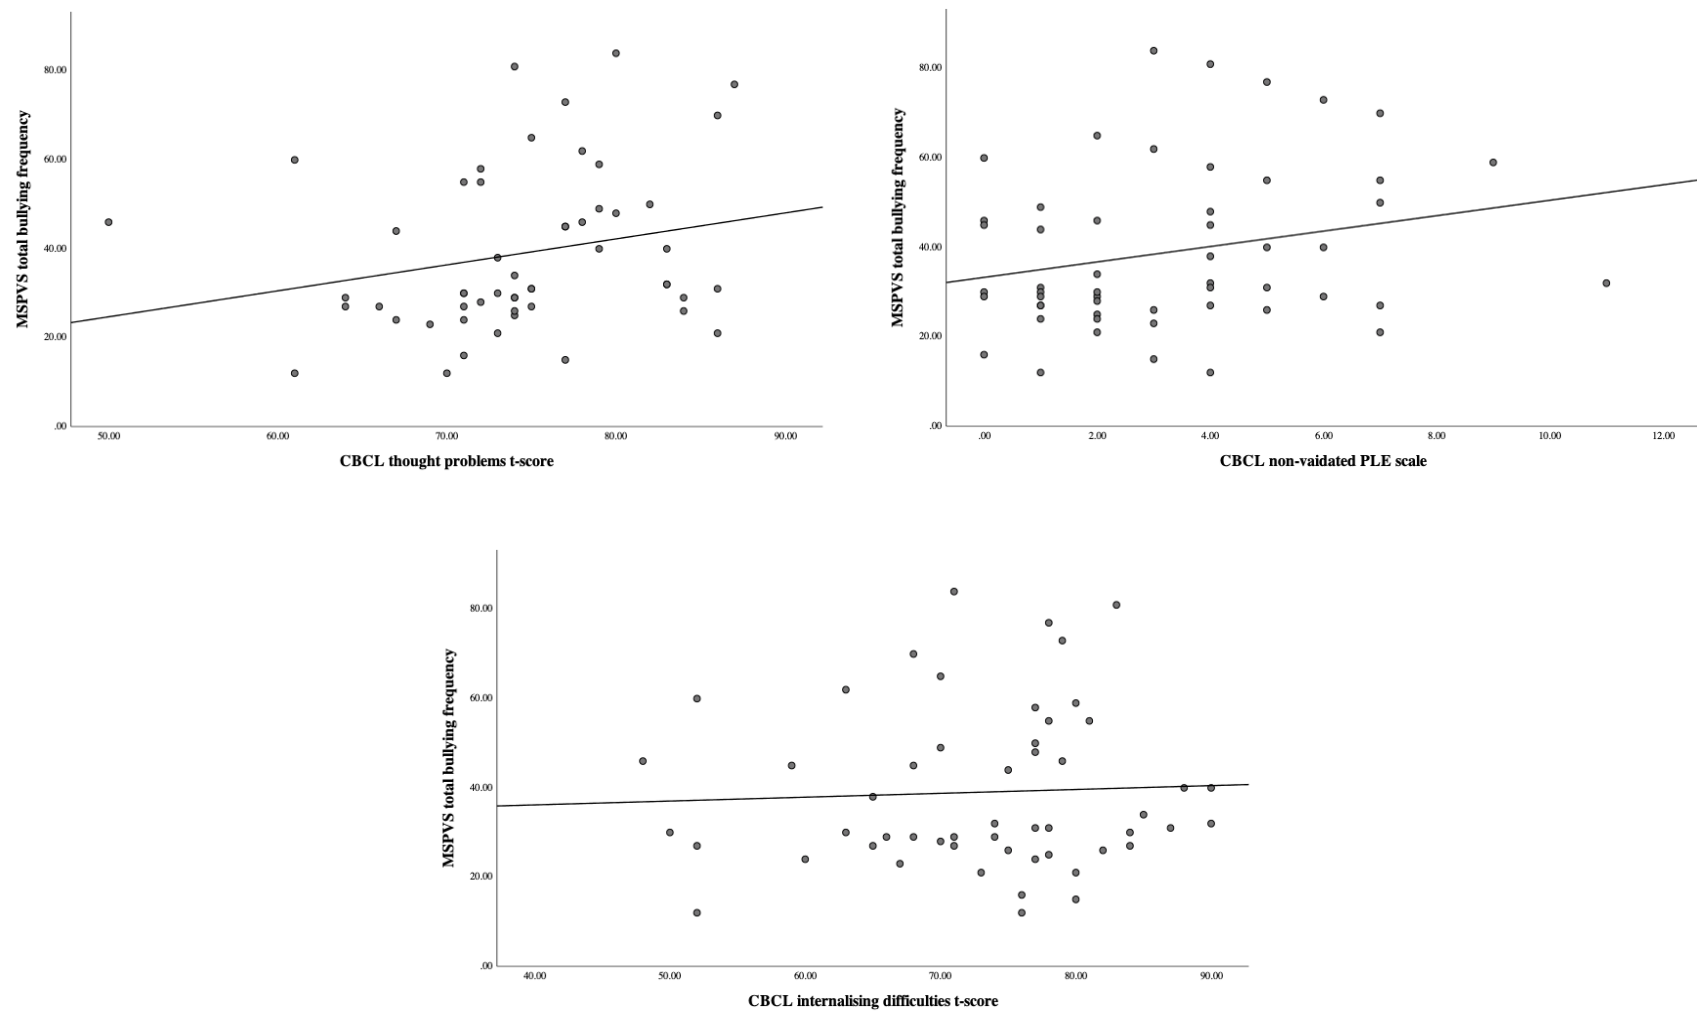 80.00
60.00
40.00
20.00
.00
MSPVS total bullying frequency
50.00 60.00 70.00 80.00 90.00
CBCL thought problems t-score
80.00
60.00
40.00
20.00
.00
MSPVS total bullying frequency
.00 2.00 4.00 6.00 8.00 10.00 12.00
CBCL non-vaidated PLE scale
80.00
60.00
40.00
20.00
.00
MSPVS total bullying frequency
40.00 50.00 60.00 70.00 80.00 90.00
CBCL internalising difficulties t-score